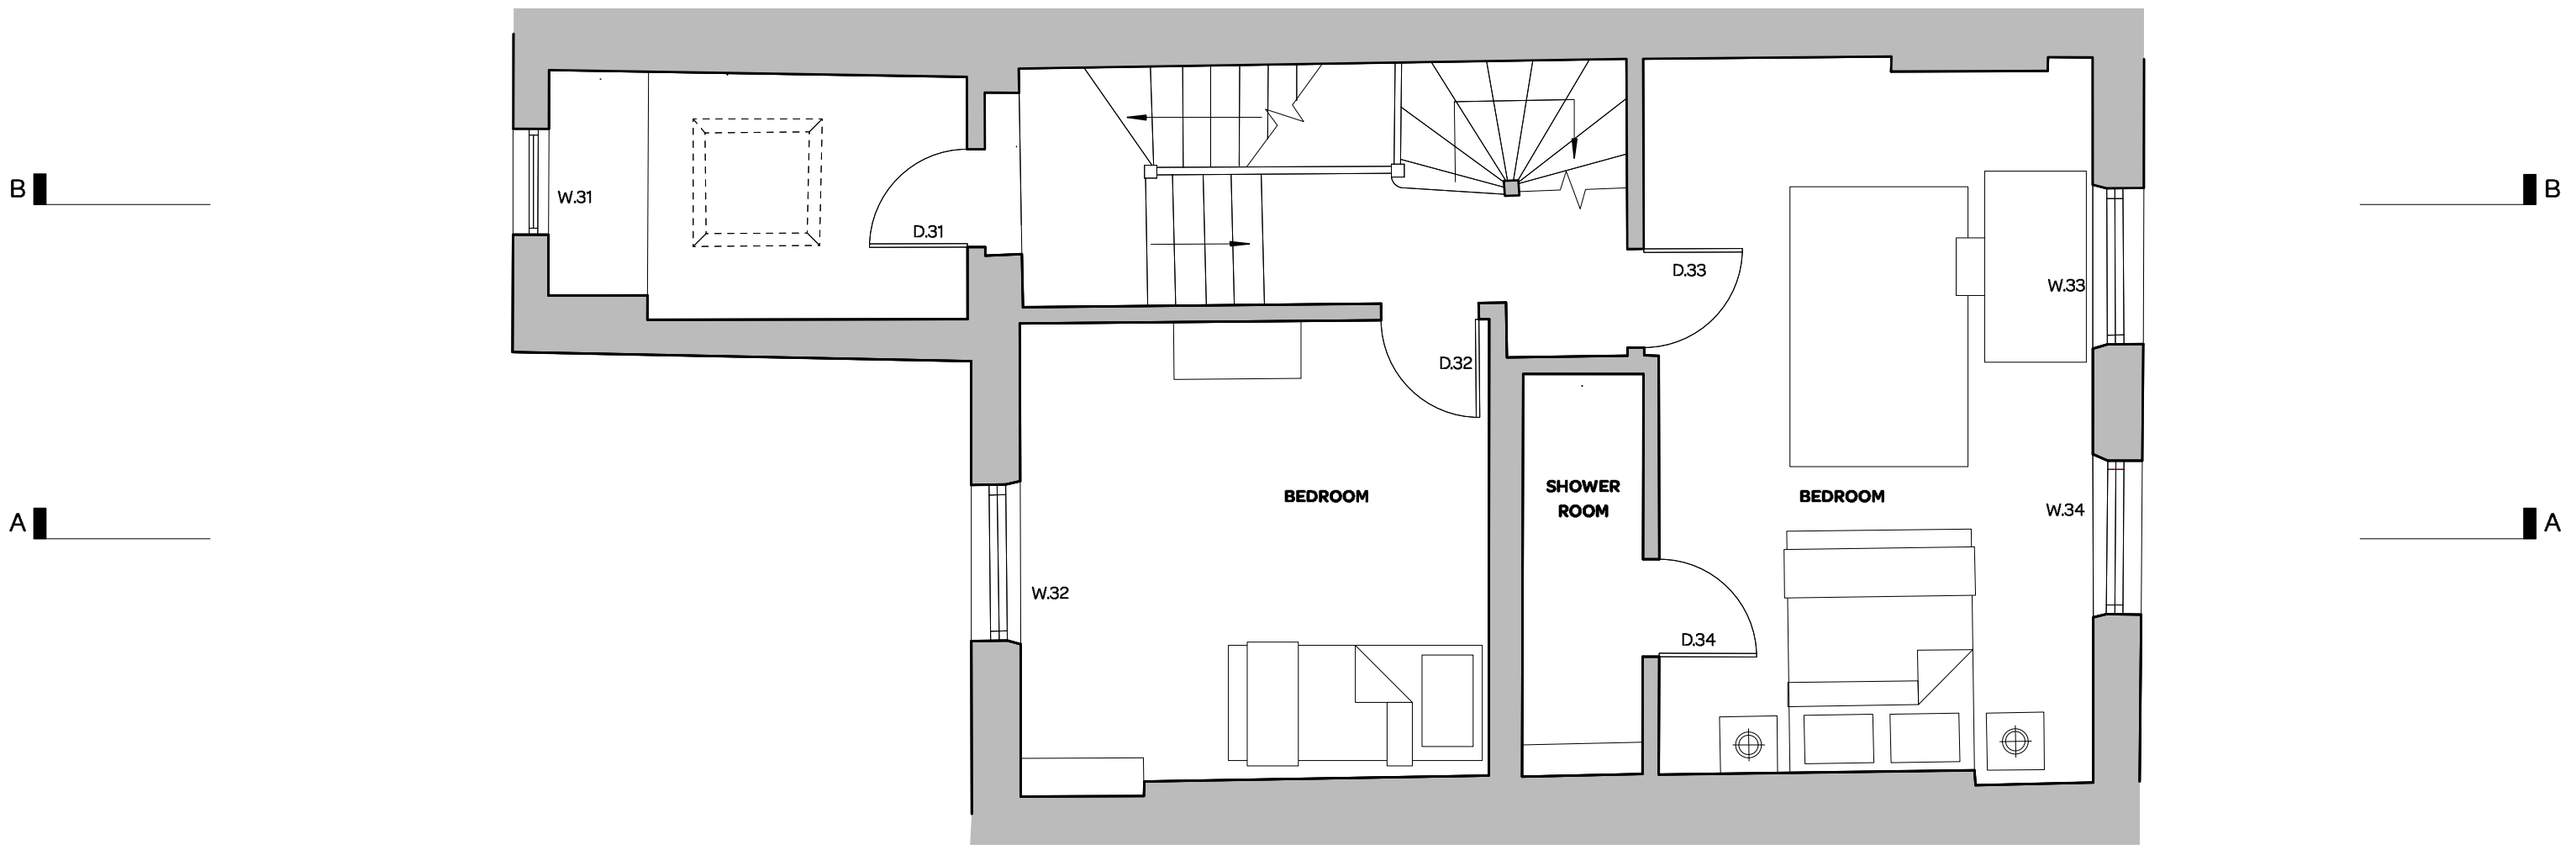 B
W.31
D.31
D.33
W.33
B
D.32
A
BEDROOM
SHOWER
ROOM
BEDROOM
W.34
A
W.32
D.34